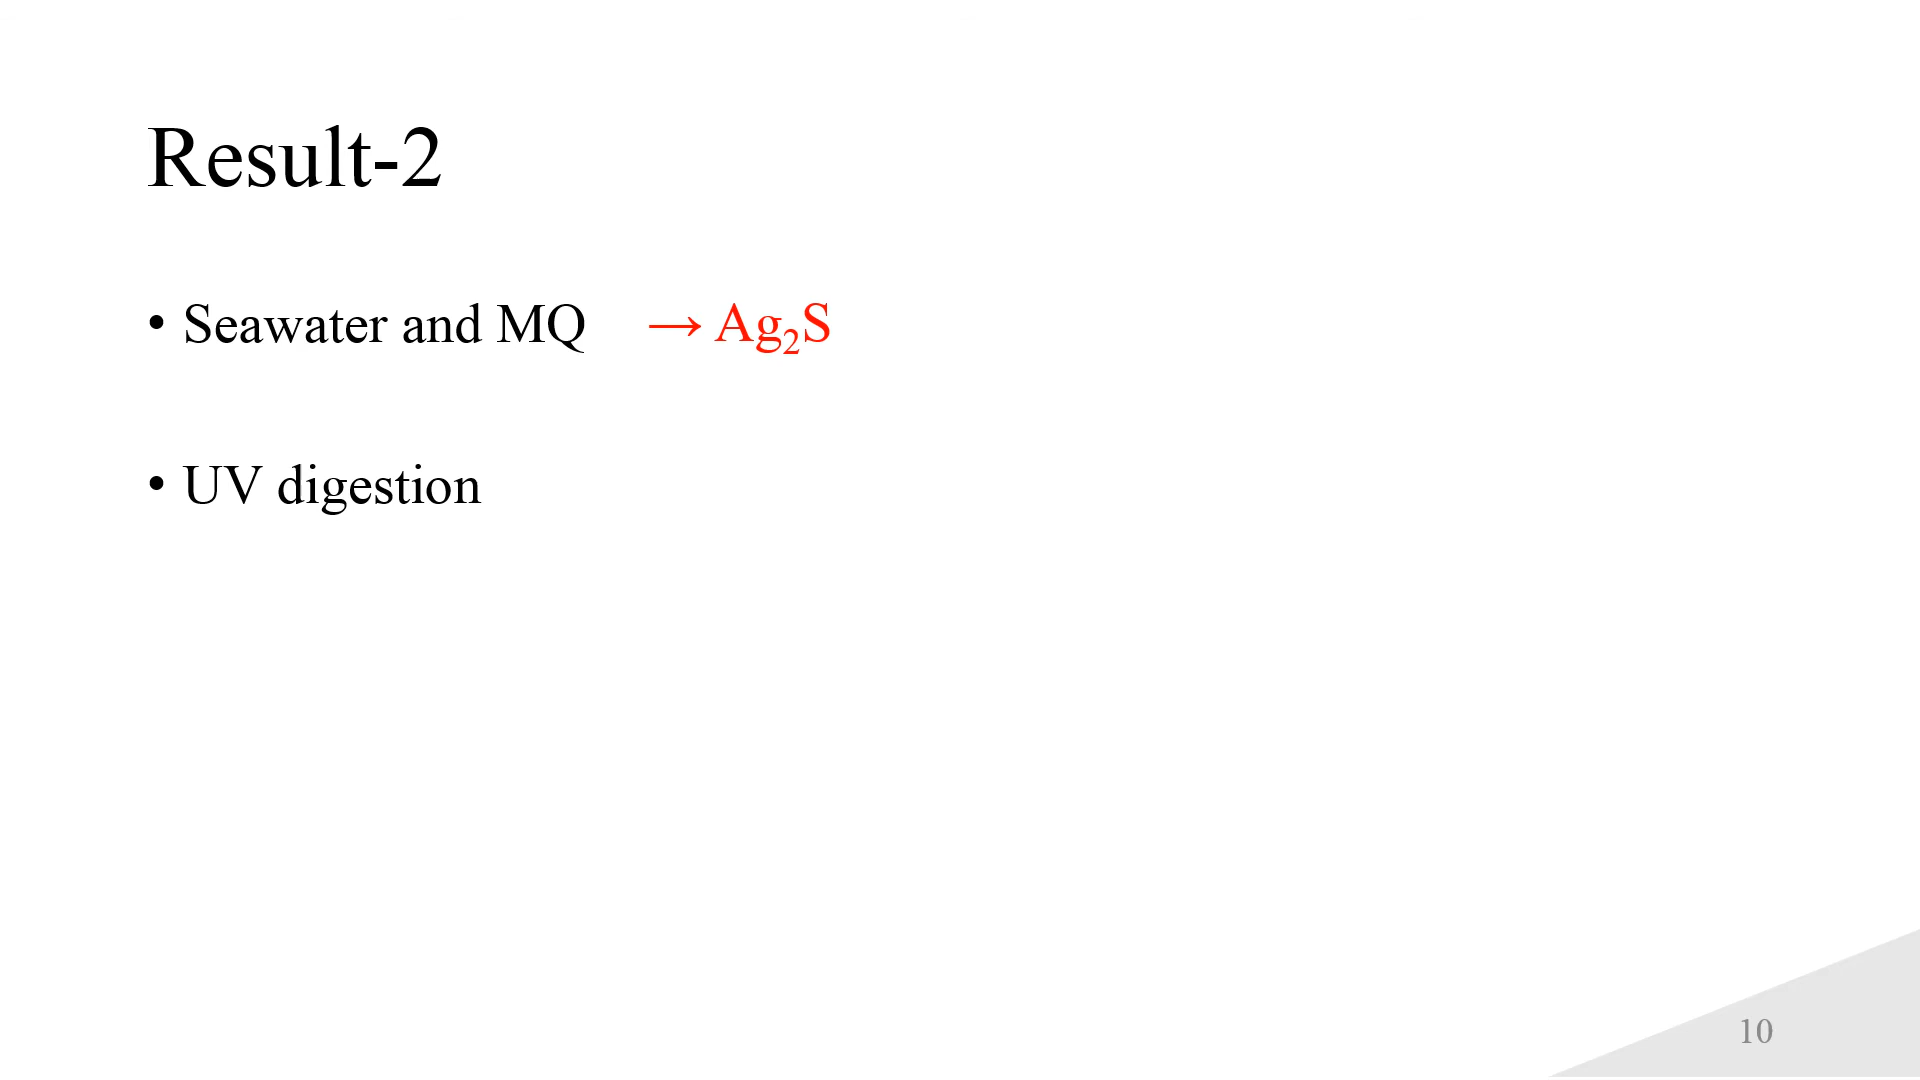 Result-2
• Seawater and MQ → Ag₂S
• UV digestion
10